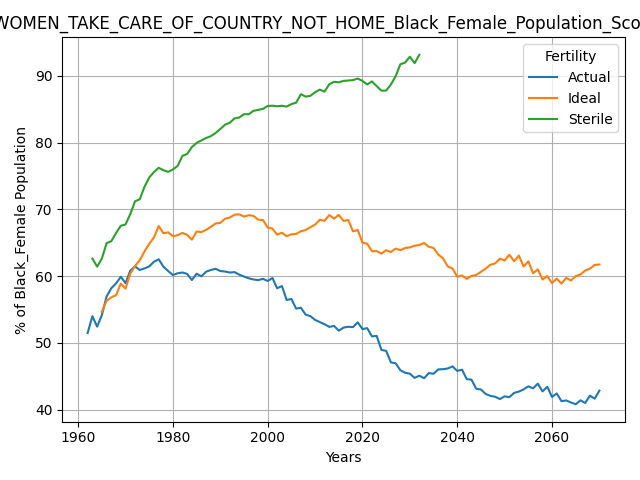 WOMEN_TAKE_CARE_OF_COUNTRY_NOT_HOME_Black_Female_Population_Sco
Fertility
Actual
Ideal
Sterile
% of Black_Female Population
90
80
70
60
50
40
1960 1980 2000 2020 2040 2060
Years